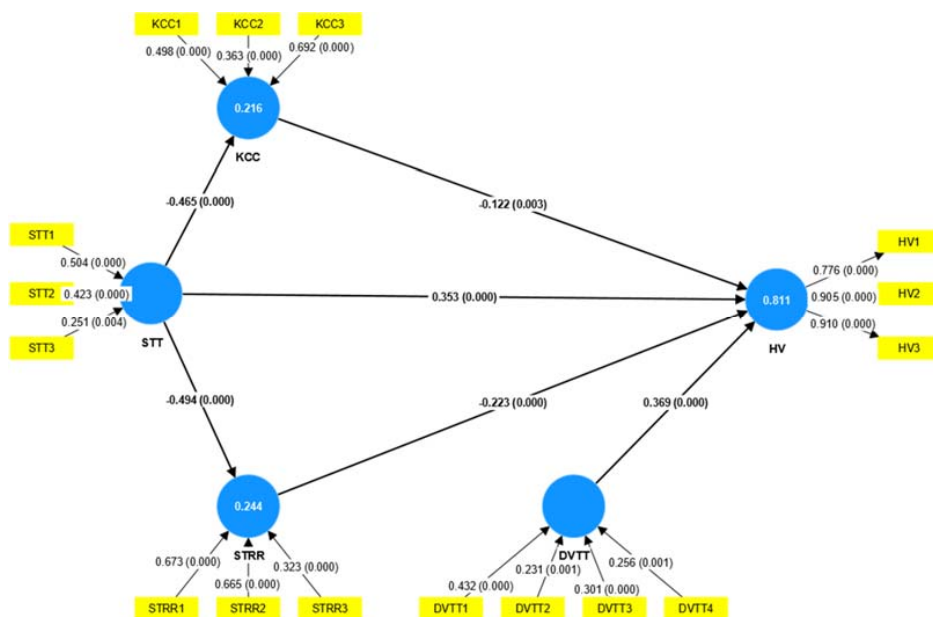 KCC1 KCC2 KCC3
0.498 (0.000) 0.363 (0.000) 0.692 (0.000)
0.216
KCC
-0.465 (0.000)
-0.122 (0.003)
STT1
0.504 (0.000)
STT2 0.423 (0.000)
0.251 (0.004)
STT3
STT
0.353 (0.000)
HV1
0.776 (0.000)
0.811 0.905 (0.000) HV2
0.910 (0.000)
HV HV3
-0.494 (0.000)
-0.223 (0.000)
0.369 (0.000)
0.244
STRR
DVTT
0.673 (0.000) 0.665 (0.000) 0.323 (0.000)
STRR1 STRR2 STRR3
0.432 (0.000) 0.231 (0.001) 0.301 (0.000) 0.256 (0.001)
DVTT1 DVTT2 DVTT3 DVTT4